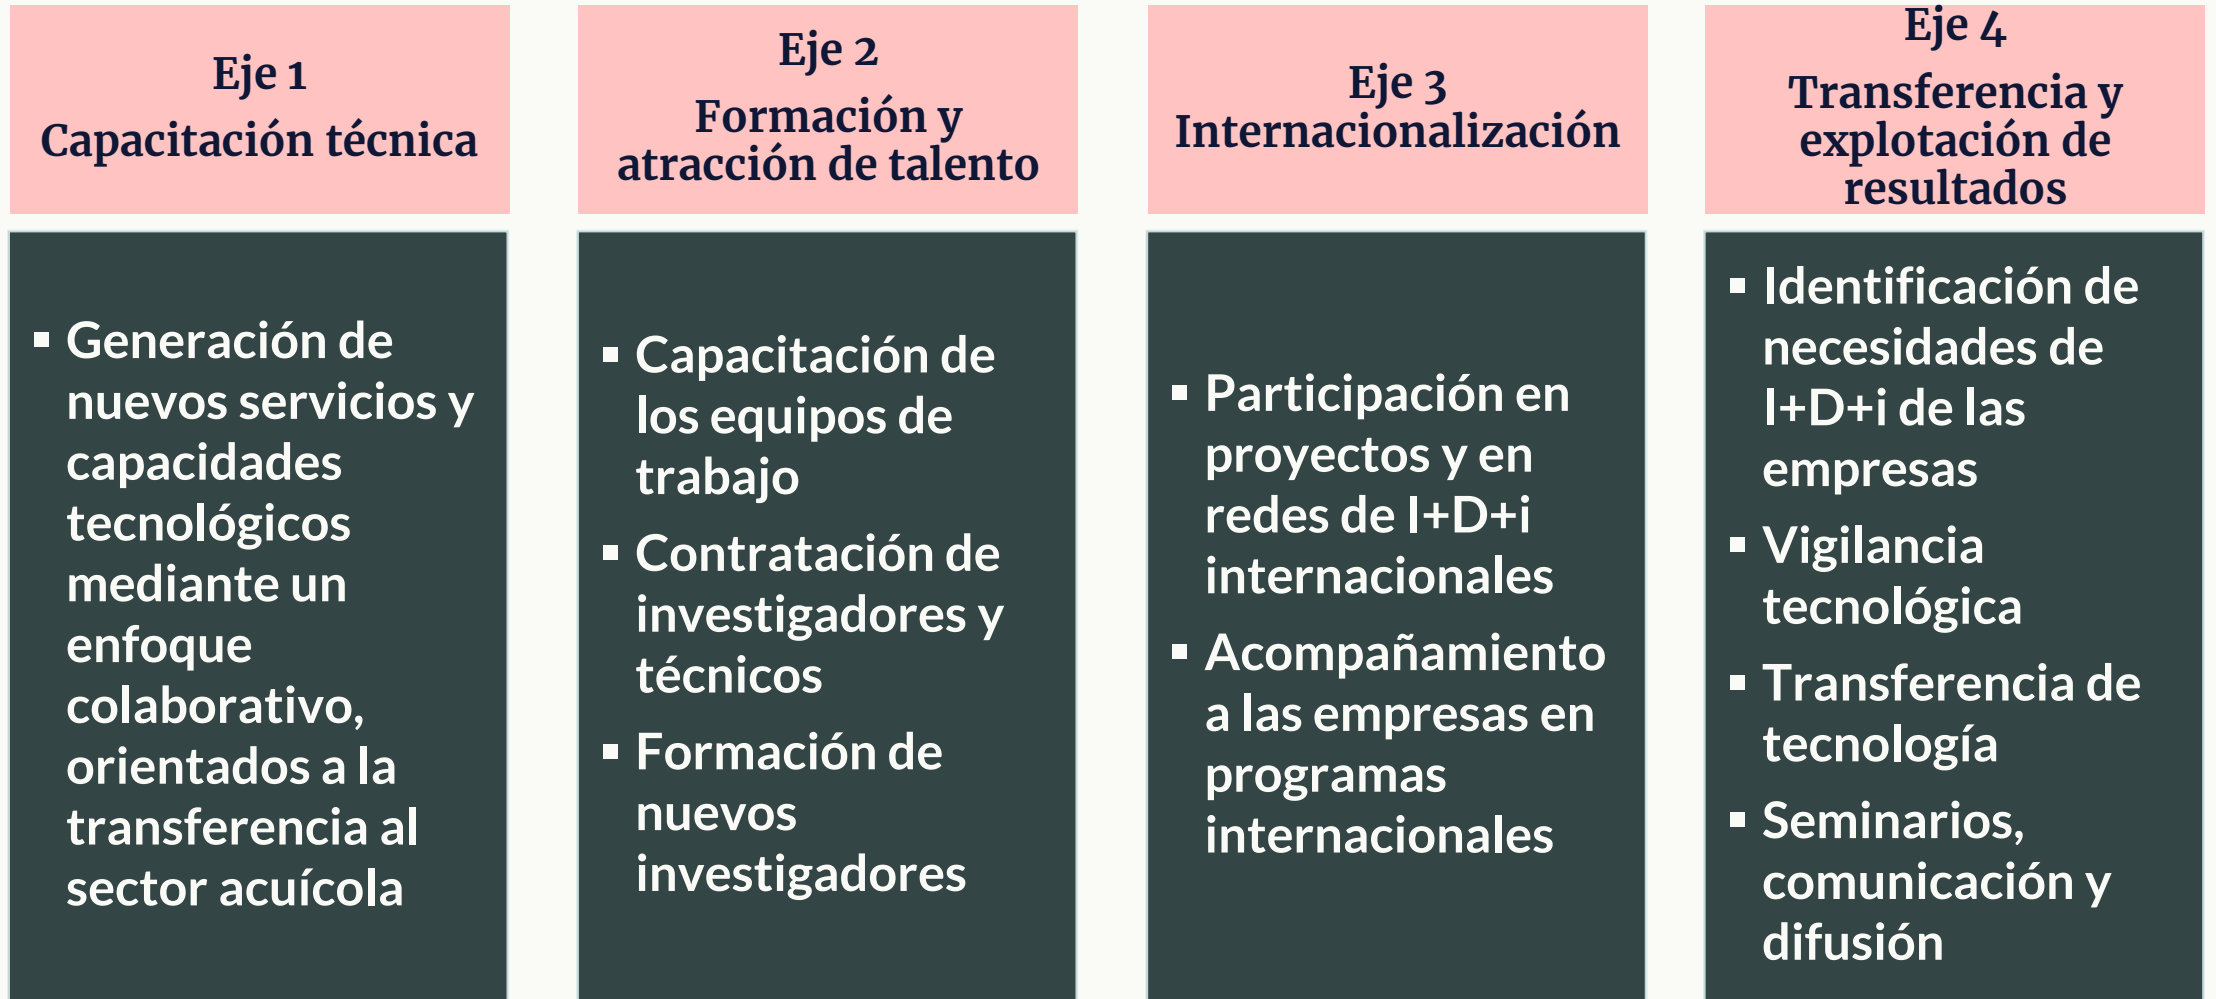 Eje 1
Capacitación técnica
▪ Generación de
nuevos servicios y
capacidades
tecnológicos
mediante un
enfoque
colaborativo,
orientados a la
transferencia al
sector acuícola
Eje 2
Formación y
atracción de talento
▪ Capacitación de
los equipos de
trabajo
▪ Contratación de
investigadores y
técnicos
▪ Formación de
nuevos
investigadores
Eje 3
Internacionalización
▪ Participación en
proyectos y en
redes de I+D+i
internacionales
▪ Acompañamiento
a las empresas en
programas
internacionales
Eje 4
Transferencia y
explotación de
resultados
▪ Identificación de
necesidades de
I+D+i de las
empresas
▪ Vigilancia
tecnológica
▪ Transferencia de
tecnología
▪ Seminarios,
comunicación y
difusión